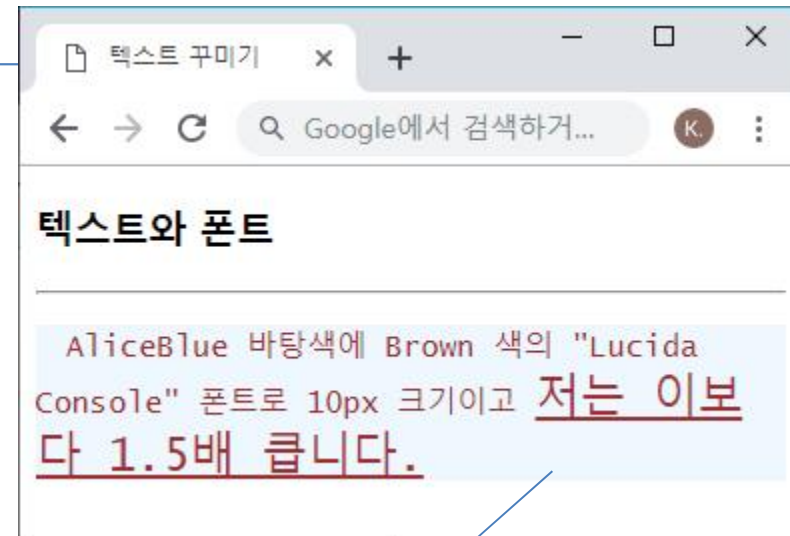 텍스트 꾸미기
Google에서 검색하거...
K.
텍스트와 폰트
AliceBlue 바탕색에 Brown 색의 "Lucida
Console" 폰트로 10px 크기이고 저는 이보
다 1.5배 큽니다.